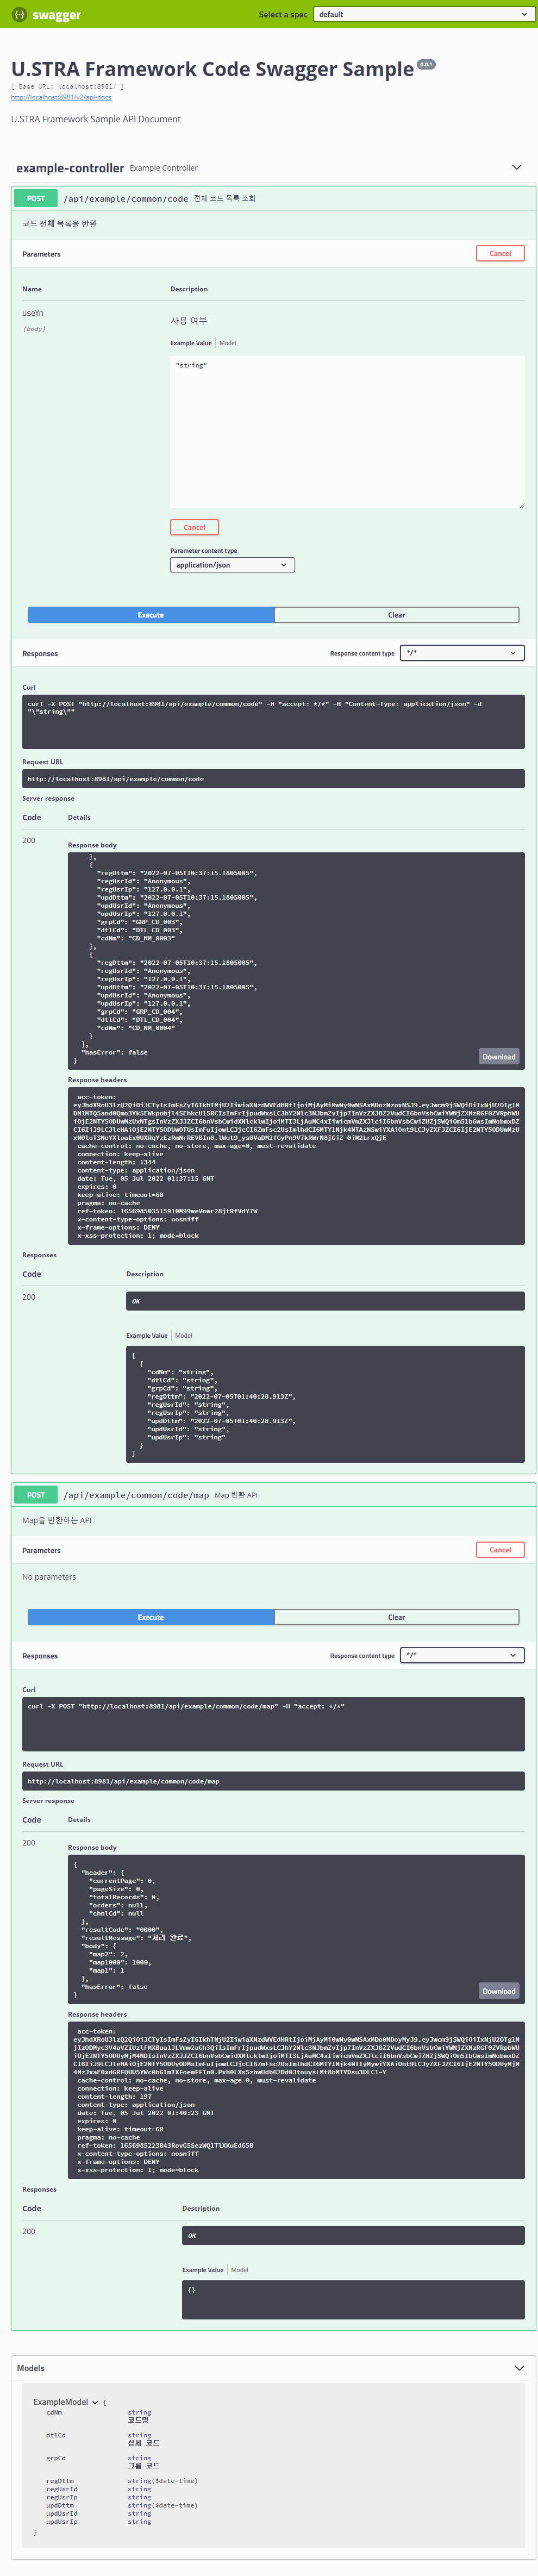 swagger
Select a spec
default
U.STRA Framework Code Swagger Sample 0.0.1
[ Base URL: localhost:8981/ ]
http://localhost:8981/v2/api-docs
U.STRA Framework Sample API Document
example-controller Example Controller
POST /api/example/common/code 전체 코드 목록 조회
코드 전체 목록을 반환
Parameters
Cancel
Name
Description
useYn
(body)
사용 여부
Example Value | Model
"string"
Cancel
Parameter content type
application/json
Execute
Clear
Responses
Response content type
*/*
Curl
curl -X POST "http://localhost:8981/api/example/common/code" -H "accept: */*" -H "Content-Type: application/json" -d
"\"string\""
Request URL
http://localhost:8981/api/example/common/code
Server response
Code
Details
200
Response body
},
{
"regDttm": "2022-07-05T10:37:15.1805005",
"regUsrId": "Anonymous",
"regUsrIp": "127.0.0.1",
"updDttm": "2022-07-05T10:37:15.1805005",
"updUsrId": "Anonymous",
"updUsrIp": "127.0.0.1",
"grpCd": "GRP_CD_003",
"dtlCd": "DTL_CD_003",
"cdNm": "CD_NM_0003"
},
{
"regDttm": "2022-07-05T10:37:15.1805005",
"regUsrId": "Anonymous",
"regUsrIp": "127.0.0.1",
"updDttm": "2022-07-05T10:37:15.1805005",
"updUsrId": "Anonymous",
"updUsrIp": "127.0.0.1",
"grpCd": "GRP_CD_004",
"dtlCd": "DTL_CD_004",
"cdNm": "CD_NM_0004"
}
],
"hasError": false
}
Download
Response headers
acc-token:
cache-control: no-cache, no-store, max-age=0, must-revalidate
connection: keep-alive
content-length: 1344
content-type: application/json
date: Tue, 05 Jul 2022 01:37:15 GMT
expires: 0
keep-alive: timeout=60
pragma: no-cache
ref-token:
x-content-type-options: nosniff
x-frame-options: DENY
x-xss-protection: 1; mode=block
Responses
Code
Description
200
OK
Example Value | Model
[
{
"cdNm": "string",
"dtlCd": "string",
"grpCd": "string",
"regDttm": "2022-07-05T01:40:28.913Z",
"regUsrId": "string",
"regUsrIp": "string",
"updDttm": "2022-07-05T01:40:28.913Z",
"updUsrId": "string",
"updUsrIp": "string"
}
]
POST /api/example/common/code/map Map 반환 API
Map을 반환하는 API
Parameters
Cancel
No parameters
Execute
Clear
Responses
Response content type
*/*
Curl
curl -X POST "http://localhost:8981/api/example/common/code/map" -H "accept: */*"
Request URL
http://localhost:8981/api/example/common/code/map
Server response
Code
Details
200
Response body
{
"header": {
"currentPage": 0,
"pageSize": 0,
"totalRecords": 0,
"orders": null,
"chnlCd": null
},
"resultCode": "0000",
"resultMessage": "처리 완료",
"body": {
"map2": 2,
"map1000": 1000,
"map1": 1
},
"hasError": false
}
Download
Response headers
acc-token:
cache-control: no-cache, no-store, max-age=0, must-revalidate
connection: keep-alive
content-length: 197
content-type: application/json
date: Tue, 05 Jul 2022 01:40:23 GMT
expires: 0
keep-alive: timeout=60
pragma: no-cache
ref-token:
x-content-type-options: nosniff
x-frame-options: DENY
x-xss-protection: 1; mode=block
Responses
Code
Description
200
OK
Example Value | Model
{}
Models
ExampleModel {
cdNm string
코드명
dtlCd string
상세 코드
grpCd string
그룹 코드
regDttm string($date-time)
regUsrId string
regUsrIp string
updDttm string($date-time)
updUsrId string
updUsrIp string
}